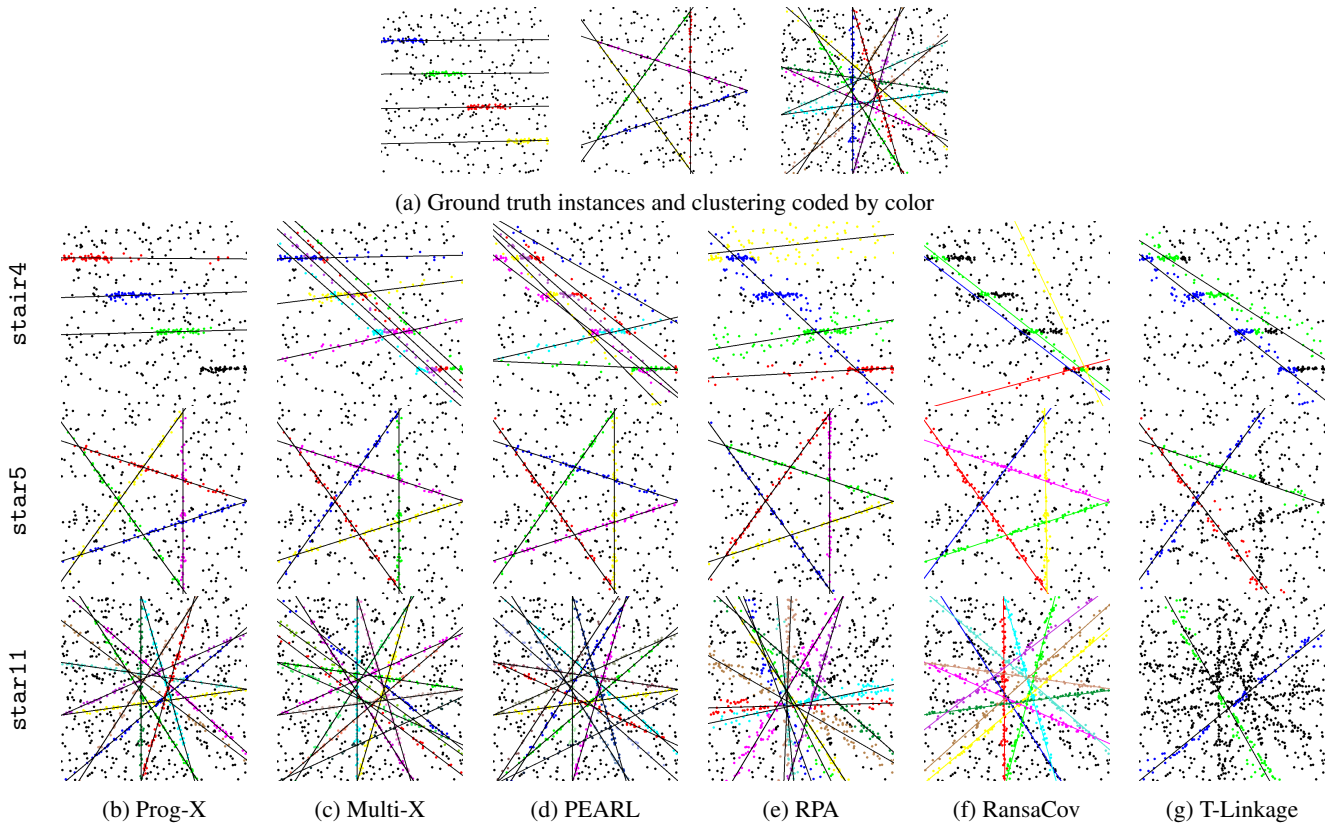 (a) Ground truth instances and clustering coded by color
stair4
star5
star11
(b) Prog-X
(c) Multi-X
(d) PEARL
(e) RPA
(f) RansaCov
(g) T-Linkage